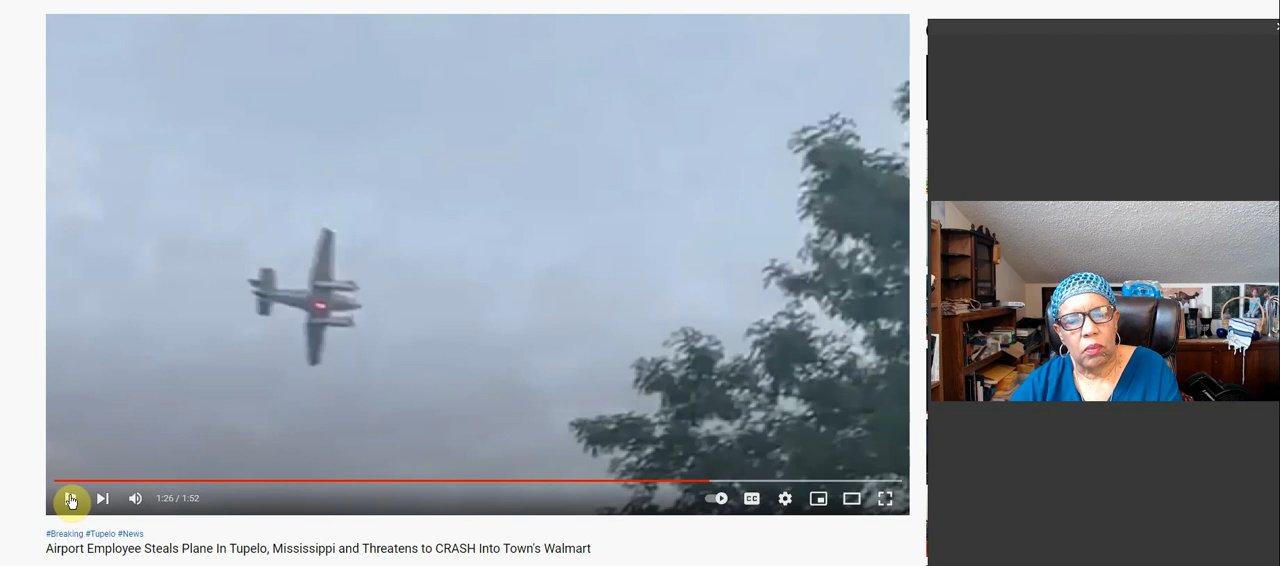 CC
1:26 / 1:52
#Breaking #Tupelo #News
Airport Employee Steals Plane In Tupelo, Mississippi and Threatens to CRASH Into Town's Walmart